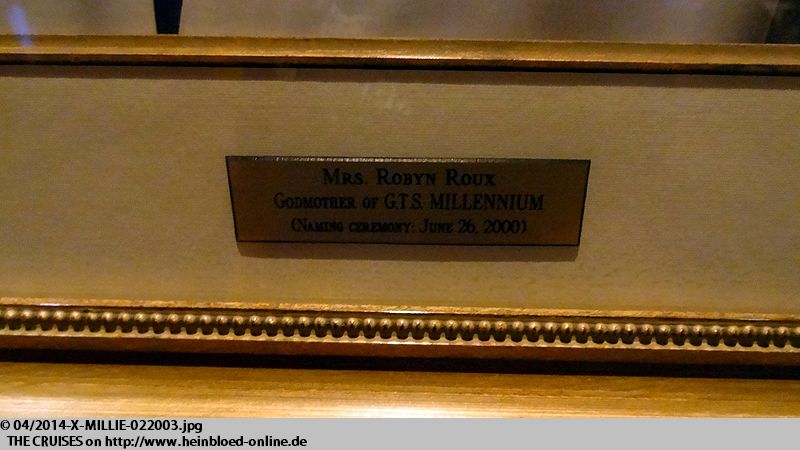 Mrs. Robyn Roux
Godmother of G.T.S. MILLENNIUM
(Naming ceremony: June 26, 2000)
© 04/2014-X-MILLIE-022003.jpg
THE CRUISES on http://www.heinbloed-online.de